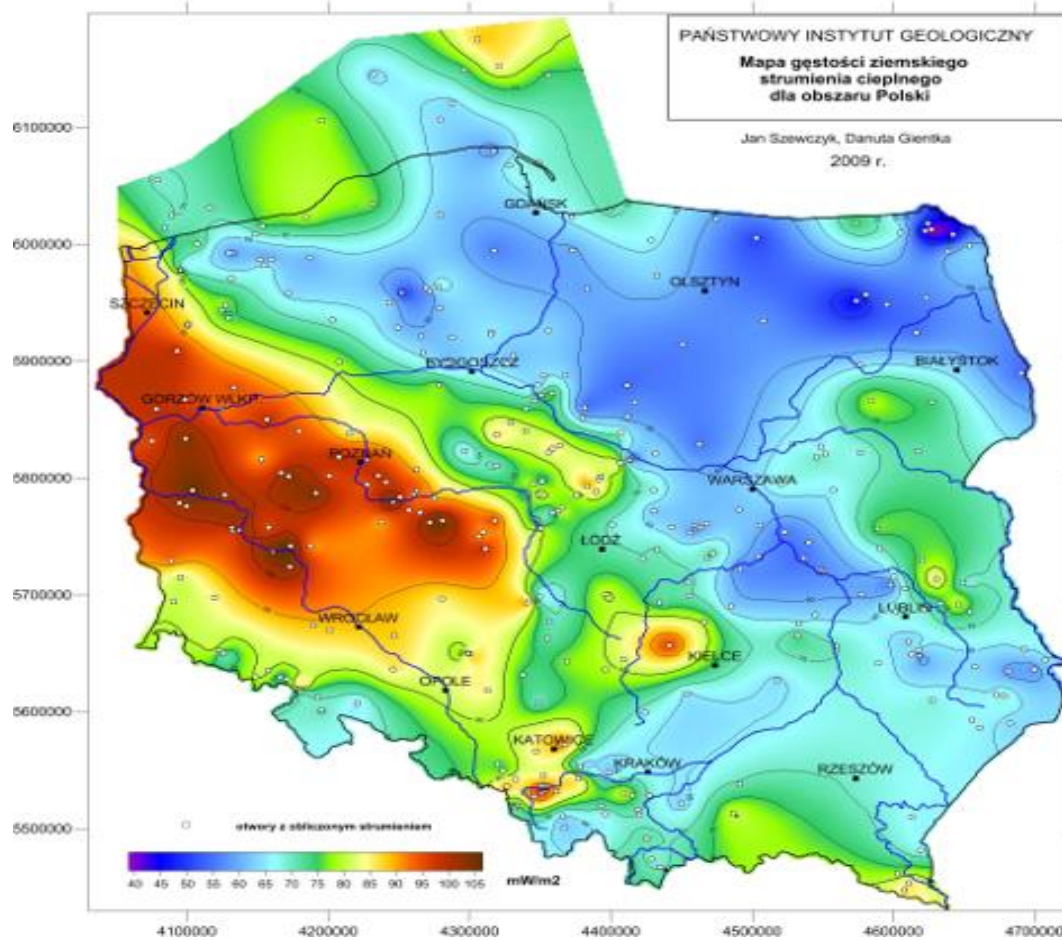 PAŃSTWOWY INSTYTUT GEOLOGICZNY
Mapa gęstości ziemskiego
strumienia cieplnego
dla obszaru Polski
Jan Szewczyk, Danuta Gientka
2009 r.
6100000
GDAŃSK
6000000
OLSZTYN
SZCZECIN
5900000
BYDGOSZCZ
BIAŁYSTOK
GORZÓW WLKP
POZNAŃ
5800000
WARSZAWA
ŁÓDŹ
5700000
WROCŁAW
LUBLIN
KIELCE
OPOLE
5600000
KATOWICE
KRAKÓW
RZESZÓW
5500000
otwory z obliczonym strumieniem
40 45 50 55 60 65 70 75 80 85 90 95 100 105
mW/m2
4100000 4200000 4300000 4400000 4500000 4600000 4700000